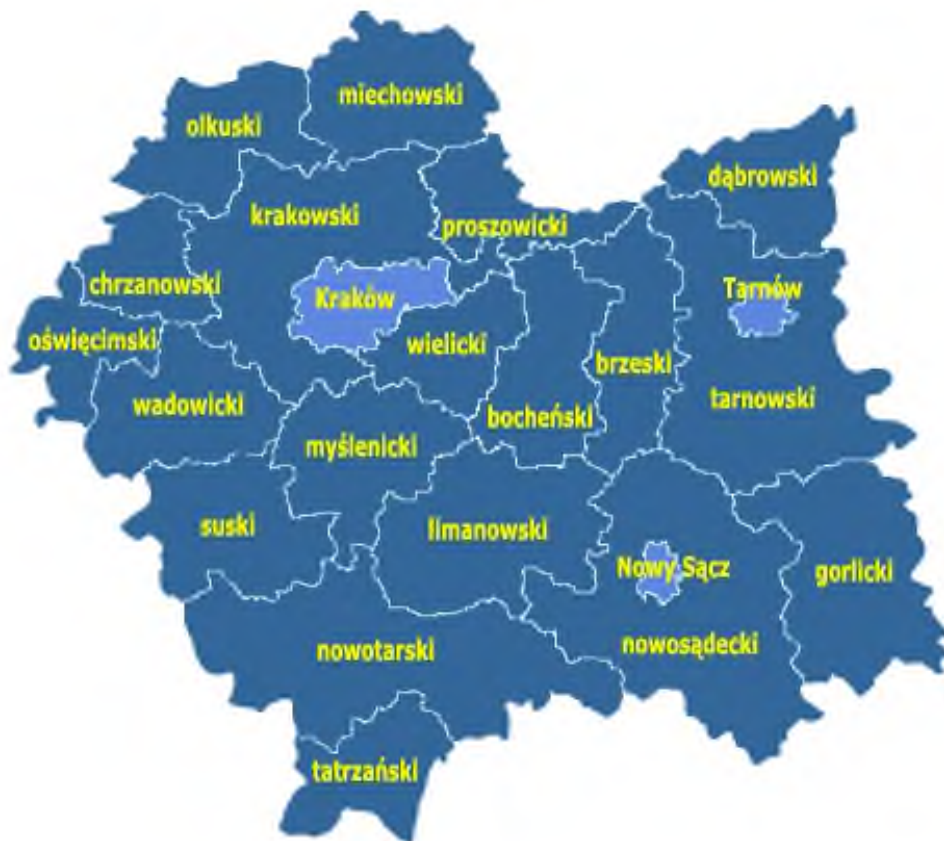 miechowski
olkuski
dąbrowski
krakowski
proszowicki
chrzanowski
Kraków
Tarnów
oświęcimski
wielicki
brzeski
wadowicki
bocheński
tarnowski
myślenicki
suski
limanowski
Nowy Sącz
gorlicki
nowotarski
nowosądecki
tatrzański